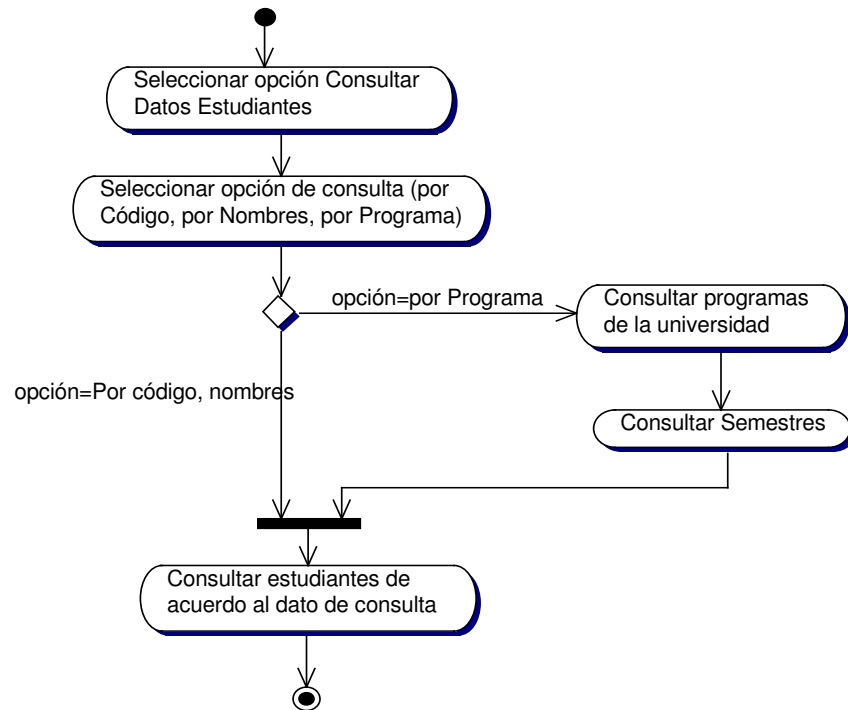 Seleccionar opción Consultar
Datos Estudiantes
Seleccionar opción de consulta (por
Código, por Nombres, por Programa)
opción=por Programa
Consultar programas
de la universidad
opción=Por código, nombres
Consultar Semestres
Consultar estudiantes de
acuerdo al dato de consulta